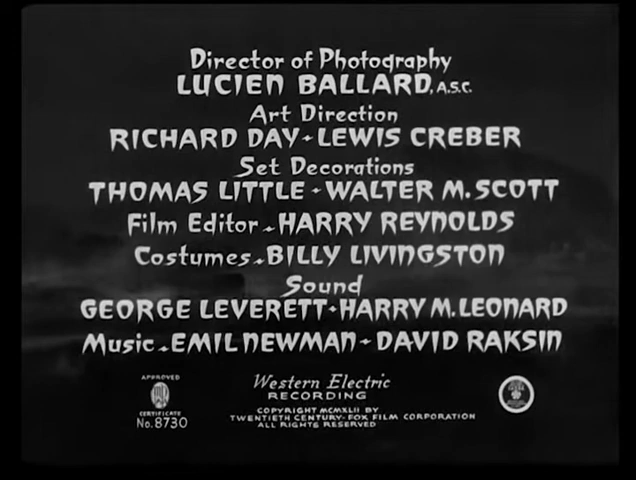 Director of Photography
LUCIEN BALLARD, A.S.C.
Art Direction
RICHARD DAY - LEWIS CREBER
Set Decorations
THOMAS LITTLE - WALTER M. SCOTT
Film Editor - HARRY REYNOLDS
Costumes - BILLY LIVINGSTON
Sound
GEORGE LEVERETT - HARRY M. LEONARD
Music - EMIL NEWMAN - DAVID RAKSIN
APPROVED
CERTIFICATE
No. 8730
Western Electric
RECORDING
COPYRIGHT MCMXLII BY
TWENTIETH CENTURY-FOX FILM CORPORATION
ALL RIGHTS RESERVED